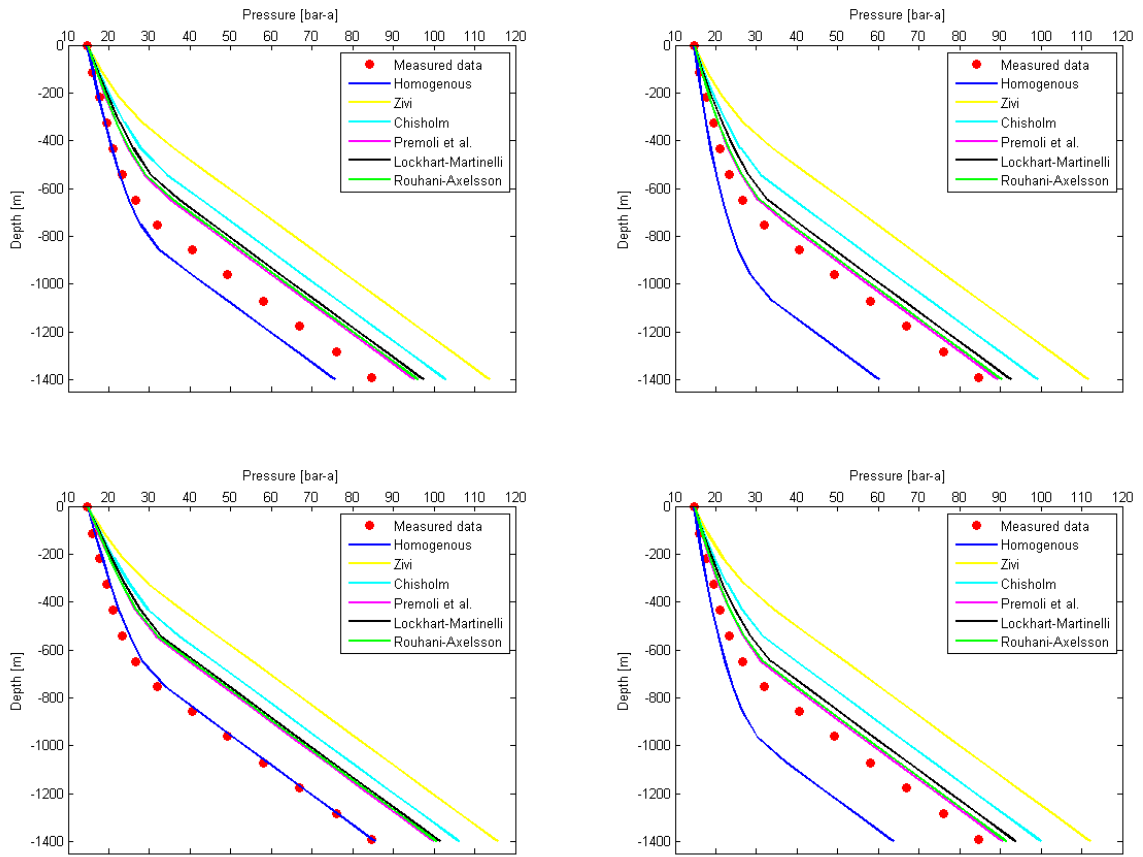 Pressure [bar-a]
10 20 30 40 50 60 70 80 90 100 110 120
0
-200
-400
-600
-800
-1000
-1200
-1400
Depth [m]
Measured data
Homogenous
Zivi
Chisholm
Premoli et al.
Lockhart-Martinelli
Rouhani-Axelsson
Pressure [bar-a]
10 20 30 40 50 60 70 80 90 100 110 120
0
-200
-400
-600
-800
-1000
-1200
-1400
Depth [m]
Measured data
Homogenous
Zivi
Chisholm
Premoli et al.
Lockhart-Martinelli
Rouhani-Axelsson
Pressure [bar-a]
10 20 30 40 50 60 70 80 90 100 110 120
0
-200
-400
-600
-800
-1000
-1200
-1400
Depth [m]
Measured data
Homogenous
Zivi
Chisholm
Premoli et al.
Lockhart-Martinelli
Rouhani-Axelsson
Pressure [bar-a]
10 20 30 40 50 60 70 80 90 100 110 120
0
-200
-400
-600
-800
-1000
-1200
-1400
Depth [m]
Measured data
Homogenous
Zivi
Chisholm
Premoli et al.
Lockhart-Martinelli
Rouhani-Axelsson